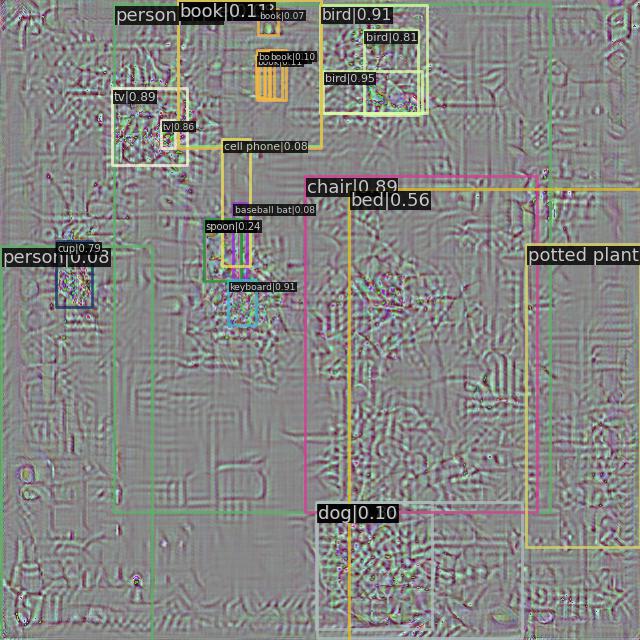 person
book|0.11
book|0.07
bird|0.91
bird|0.81
book|0.10
bird|0.95
tv|0.89
tv|0.86
cell phone|0.08
chair|0.89
bed|0.56
baseball bat|0.08
spoon|0.24
cup|0.79
person|0.08
potted plant
keyboard|0.91
dog|0.10